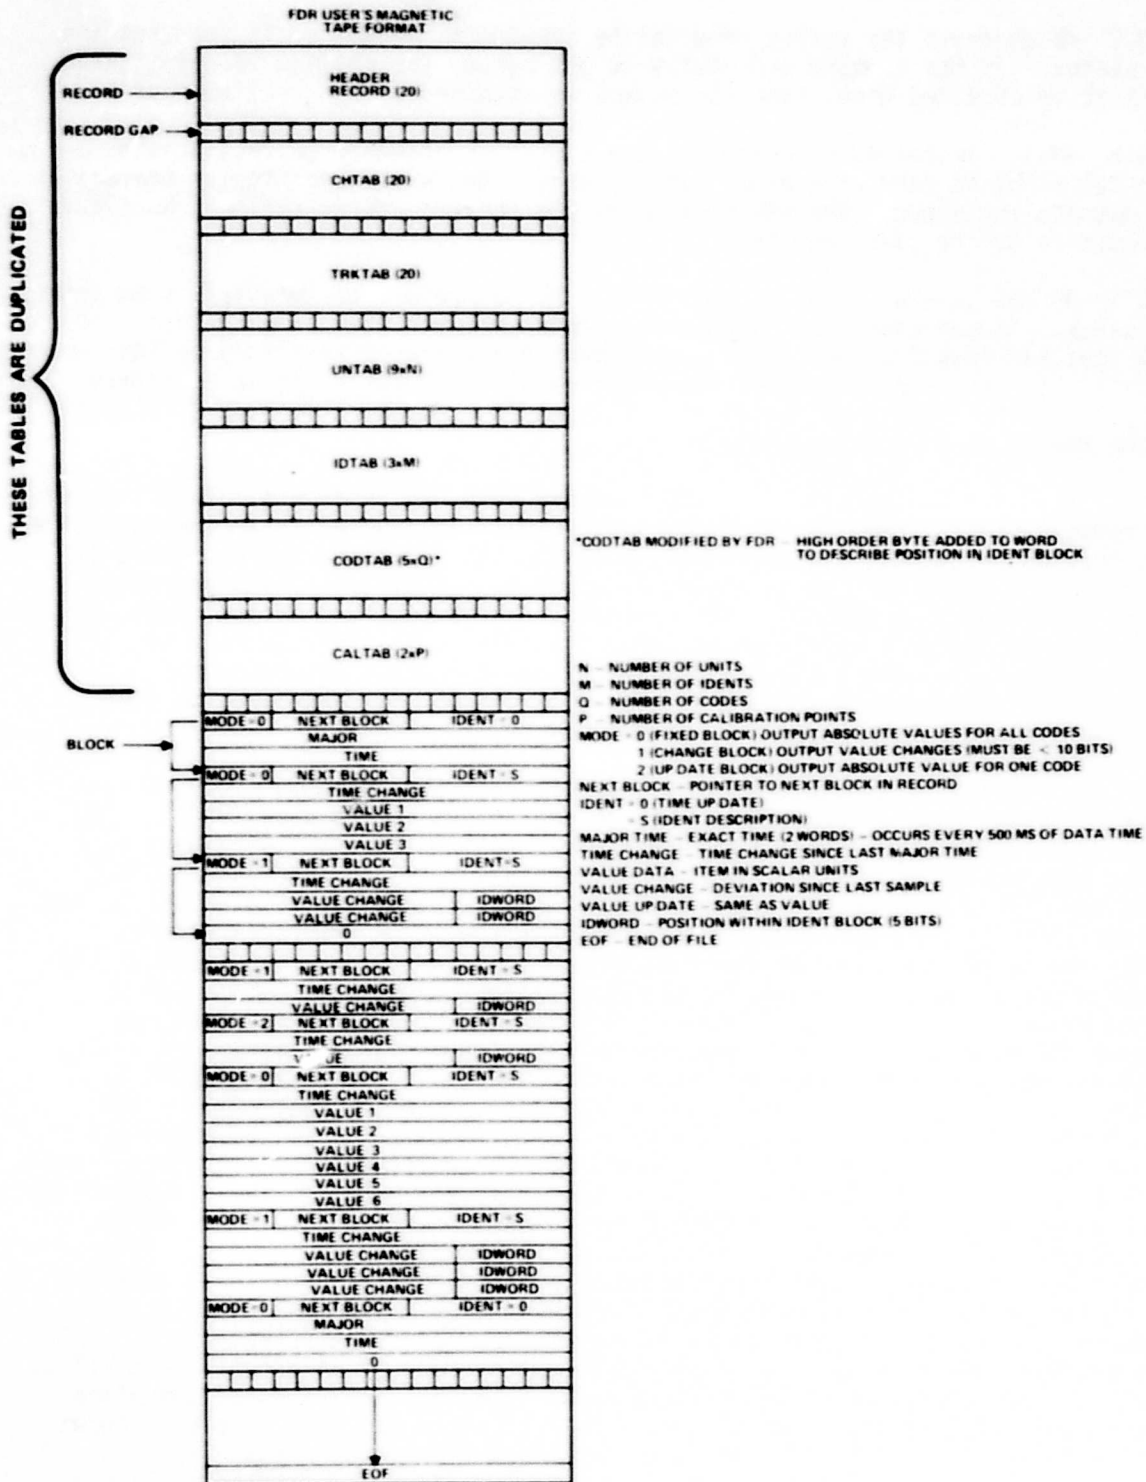 FDR USER'S MAGNETIC
TAPE FORMAT
THESE TABLES ARE DUPLICATED
RECORD
HEADER
RECORD (20)
RECORD GAP
CHTAB (20)
TRKTAB (20)
UNTAB (9xN)
IDTAB (3xM)
CODTAB (5xQ)*
*CODTAB MODIFIED BY FDR – HIGH ORDER BYTE ADDED TO WORD
TO DESCRIBE POSITION IN IDENT BLOCK
CALTAB (2xP)
N – NUMBER OF UNITS
M – NUMBER OF IDENTS
Q – NUMBER OF CODES
P – NUMBER OF CALIBRATION POINTS
MODE = 0 (FIXED BLOCK) OUTPUT ABSOLUTE VALUES FOR ALL CODES
1 (CHANGE BLOCK) OUTPUT VALUE CHANGES (MUST BE < 10 BITS)
2 (UP DATE BLOCK) OUTPUT ABSOLUTE VALUE FOR ONE CODE
NEXT BLOCK – POINTER TO NEXT BLOCK IN RECORD
IDENT = 0 (TIME UP DATE)
= S (IDENT DESCRIPTION)
MAJOR TIME – EXACT TIME (2 WORDS) – OCCURS EVERY 500 MS OF DATA TIME
TIME CHANGE – TIME CHANGE SINCE LAST MAJOR TIME
VALUE DATA – ITEM IN SCALAR UNITS
VALUE CHANGE – DEVIATION SINCE LAST SAMPLE
VALUE UP DATE – SAME AS VALUE
IDWORD – POSITION WITHIN IDENT BLOCK (5 BITS)
EOF – END OF FILE
BLOCK
MODE = 0 NEXT BLOCK IDENT = 0
MAJOR
TIME
MODE = 0 NEXT BLOCK IDENT = S
TIME CHANGE
VALUE 1
VALUE 2
VALUE 3
MODE = 1 NEXT BLOCK IDENT = S
TIME CHANGE
VALUE CHANGE IDWORD
VALUE CHANGE IDWORD
0
MODE = 1 NEXT BLOCK IDENT = S
TIME CHANGE
VALUE CHANGE IDWORD
MODE = 2 NEXT BLOCK IDENT = S
TIME CHANGE
IDWORD
MODE = 0 NEXT BLOCK IDENT = S
TIME CHANGE
VALUE 1
VALUE 2
VALUE 3
VALUE 4
VALUE 5
VALUE 6
MODE = 1 NEXT BLOCK IDENT = S
TIME CHANGE
VALUE CHANGE IDWORD
VALUE CHANGE IDWORD
VALUE CHANGE IDWORD
MODE = 0 NEXT BLOCK IDENT = 0
MAJOR
TIME
0
EOF